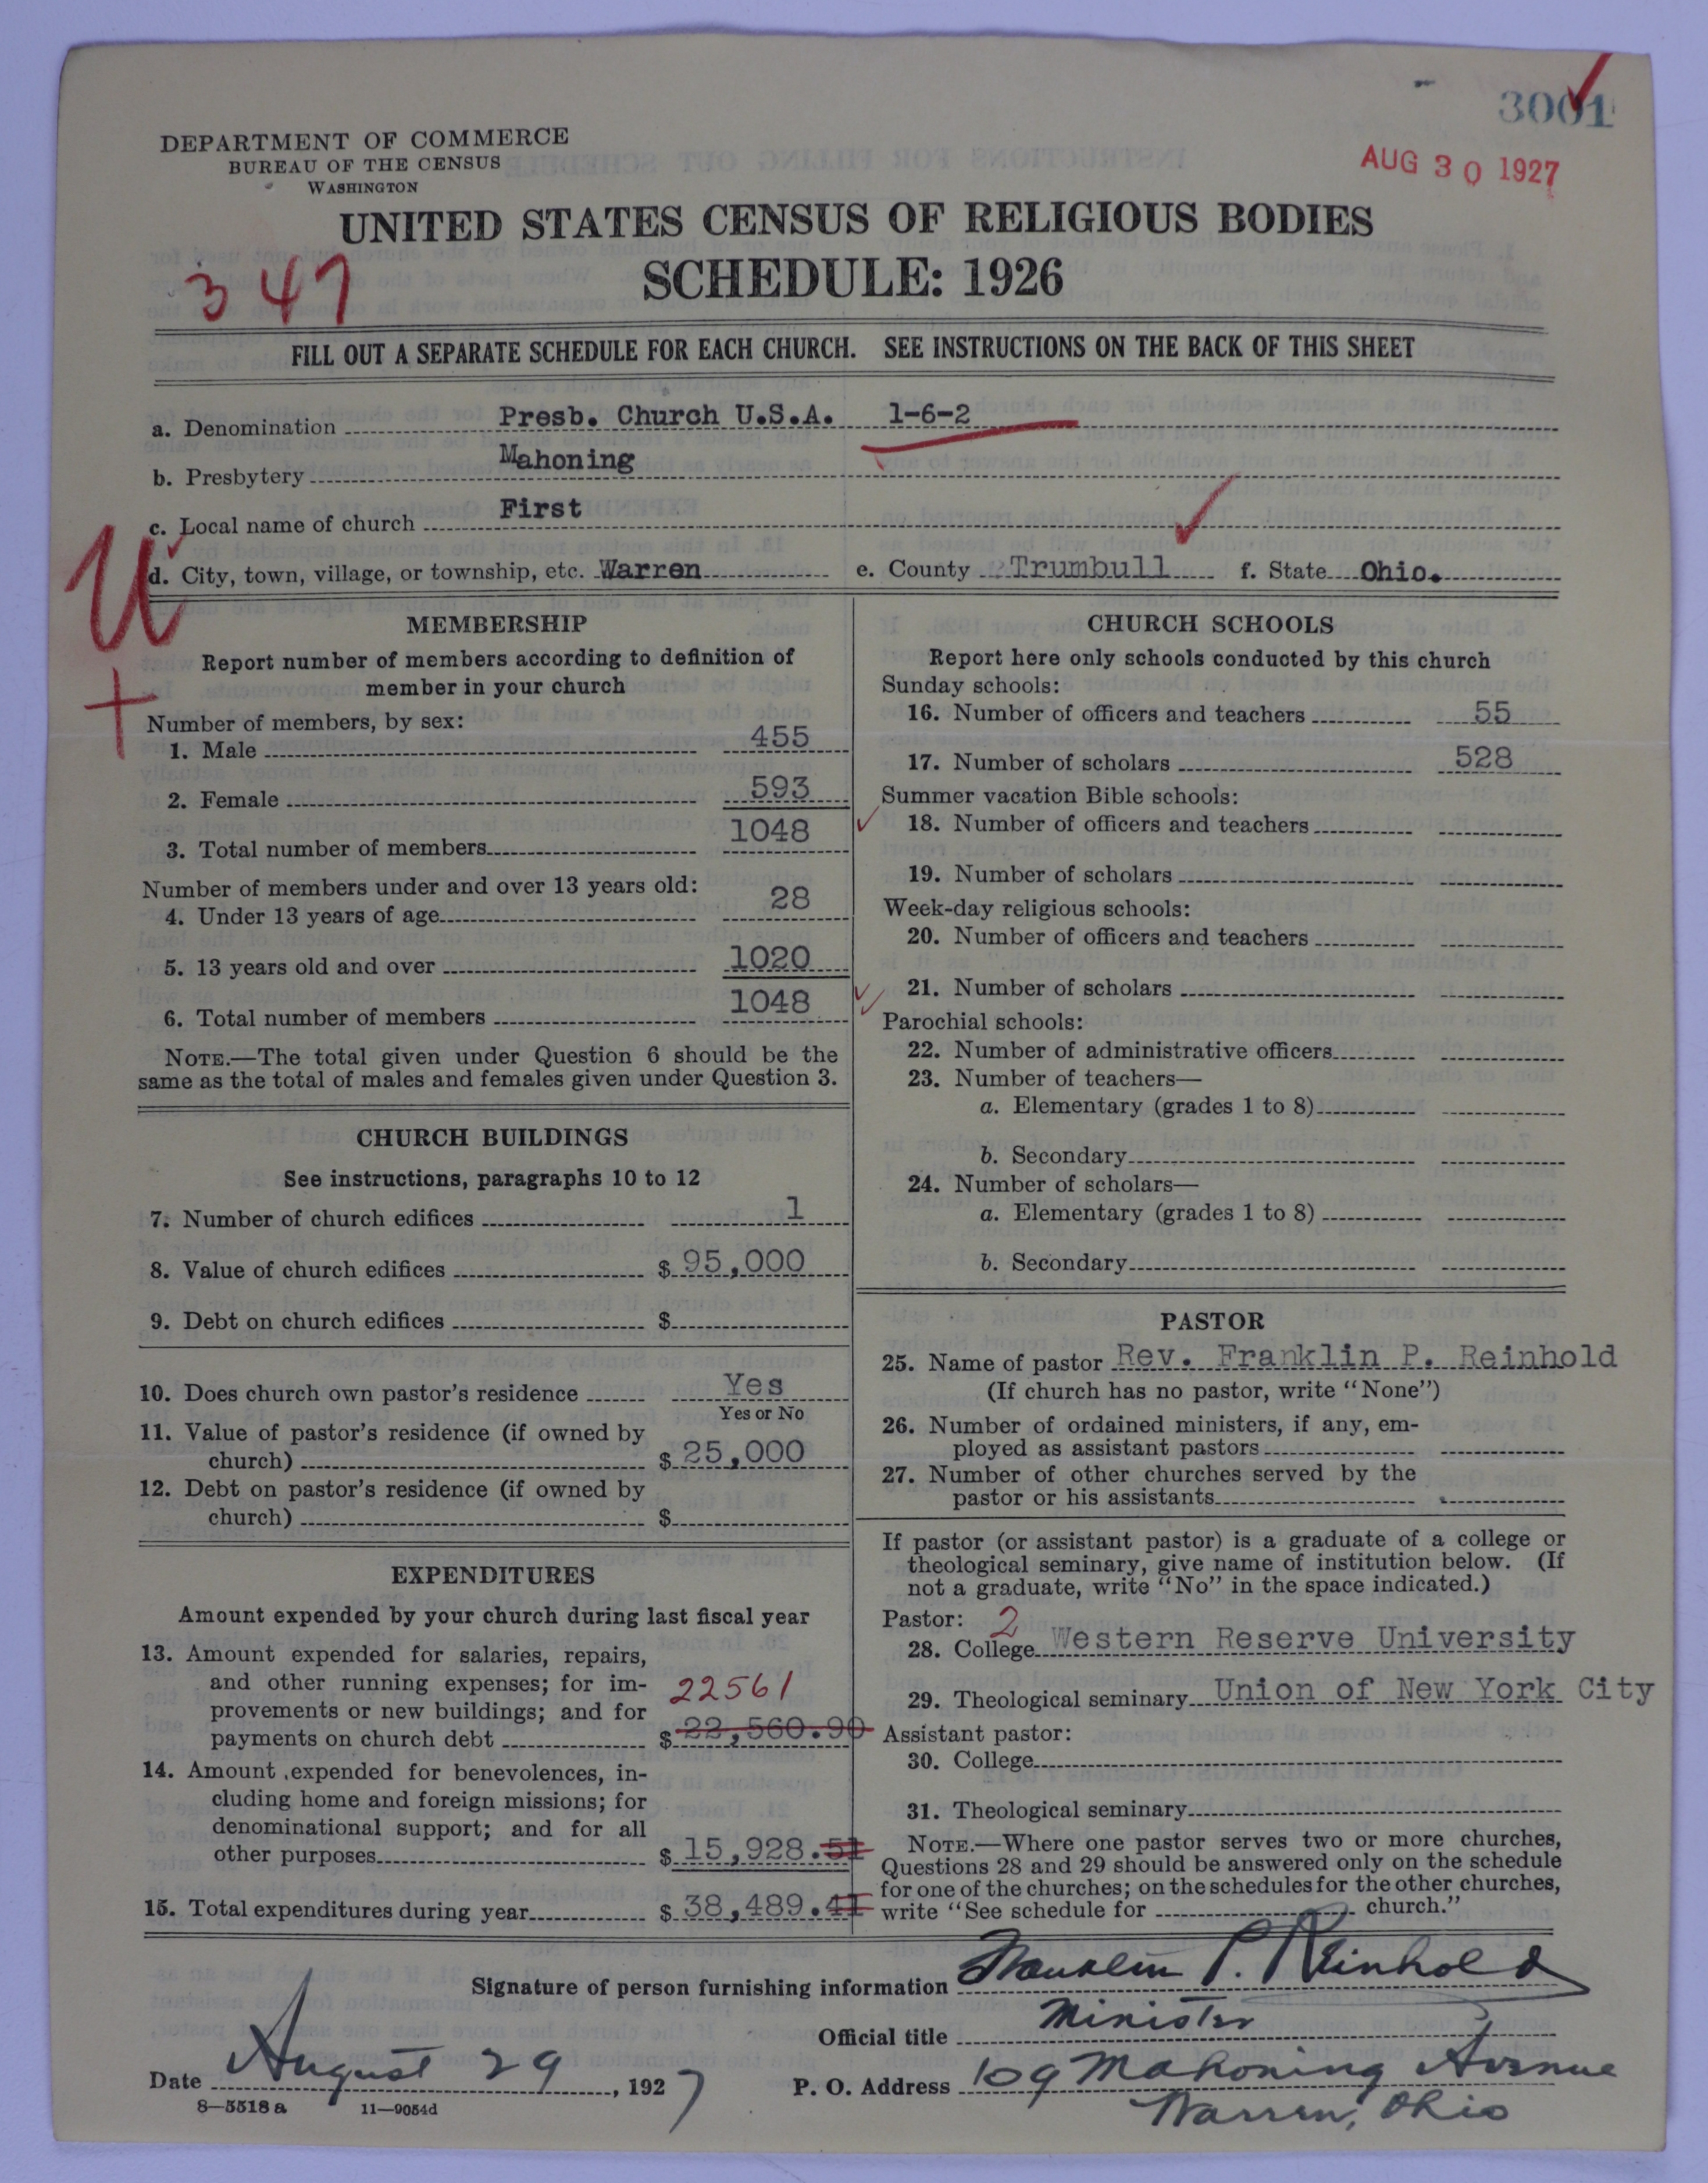 3001
AUG 30 1927
DEPARTMENT OF COMMERCE
BUREAU OF THE CENSUS
WASHINGTON
UNITED STATES CENSUS OF RELIGIOUS BODIES
SCHEDULE: 1926
347
FILL OUT A SEPARATE SCHEDULE FOR EACH CHURCH. SEE INSTRUCTIONS ON THE BACK OF THIS SHEET
a. Denomination Presb. Church U.S.A. 1-6-2
b. Presbytery Mahoning
c. Local name of church First
d. City, town, village, or township, etc. Warren e. County Trumbull f. State Ohio.
U
MEMBERSHIP
Report number of members according to definition of
member in your church
Number of members, by sex:
1. Male 455
2. Female 593
3. Total number of members 1048
Number of members under and over 13 years old:
4. Under 13 years of age 28
5. 13 years old and over 1020
6. Total number of members 1048
NOTE.—The total given under Question 6 should be the
same as the total of males and females given under Question 3.
CHURCH BUILDINGS
See instructions, paragraphs 10 to 12
7. Number of church edifices 1
8. Value of church edifices $ 95,000
9. Debt on church edifices $
10. Does church own pastor's residence Yes
Yes or No
11. Value of pastor's residence (if owned by
church) $ 25,000
12. Debt on pastor's residence (if owned by
church) $
EXPENDITURES
Amount expended by your church during last fiscal year
13. Amount expended for salaries, repairs,
and other running expenses; for im-
provements or new buildings; and for 22561
payments on church debt $ 22,560.90
14. Amount expended for benevolences, in-
cluding home and foreign missions; for
denominational support; and for all
other purposes $ 15,928.51
15. Total expenditures during year $ 38,489.41
CHURCH SCHOOLS
Report here only schools conducted by this church
Sunday schools:
16. Number of officers and teachers 55
17. Number of scholars 528
Summer vacation Bible schools:
18. Number of officers and teachers
19. Number of scholars
Week-day religious schools:
20. Number of officers and teachers
21. Number of scholars
Parochial schools:
22. Number of administrative officers
23. Number of teachers—
a. Elementary (grades 1 to 8)
b. Secondary
24. Number of scholars—
a. Elementary (grades 1 to 8)
b. Secondary
PASTOR
25. Name of pastor Rev. Franklin P. Reinhold
(If church has no pastor, write "None")
26. Number of ordained ministers, if any, em-
ployed as assistant pastors
27. Number of other churches served by the
pastor or his assistants
If pastor (or assistant pastor) is a graduate of a college or
theological seminary, give name of institution below. (If
not a graduate, write "No" in the space indicated.)
Pastor: 2
28. College Western Reserve University
29. Theological seminary Union of New York City
Assistant pastor:
30. College
31. Theological seminary
NOTE.—Where one pastor serves two or more churches,
Questions 28 and 29 should be answered only on the schedule
for one of the churches; on the schedules for the other churches,
write "See schedule for church."
Signature of person furnishing information Franklin P. Reinhold
Official title Minister
Date August 29, 1927 P. O. Address 109 Mahoning Avenue
Warren, Ohio
8—5518 a 11—9054d